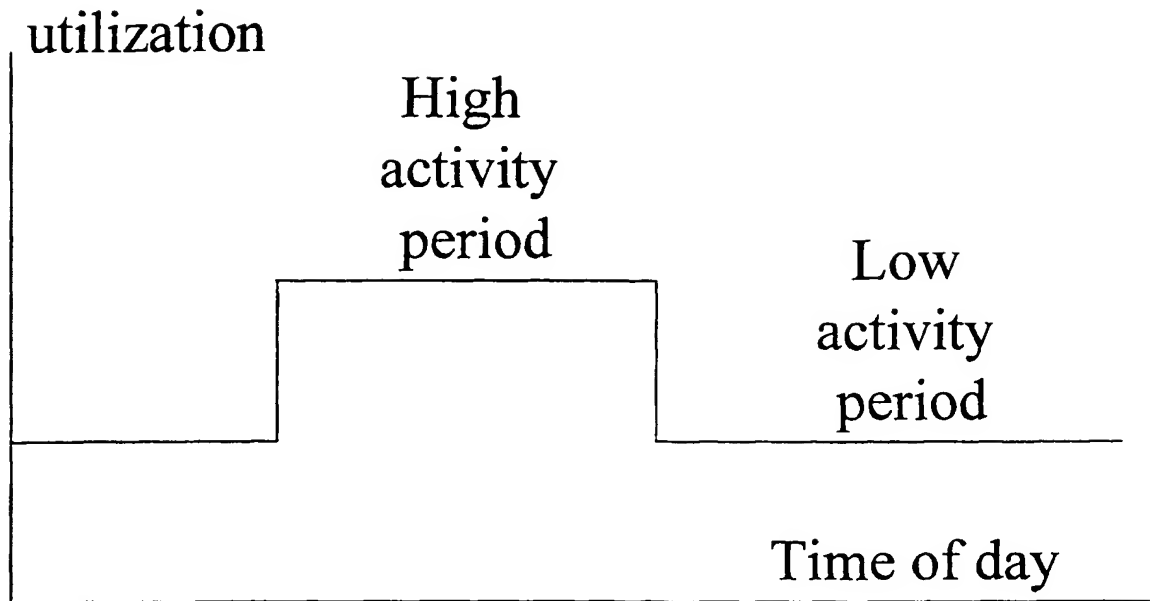 utilization
High
activity
period
Low
activity
period
Time of day